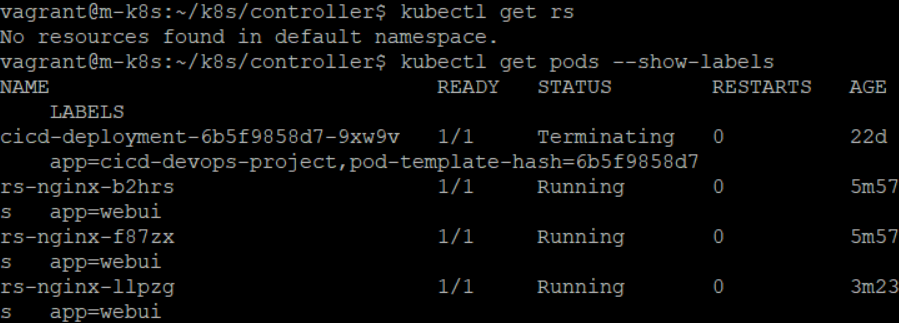 vagrant@m-k8s:~/k8s/controller$ kubectl get rs
No resources found in default namespace.
vagrant@m-k8s:~/k8s/controller$ kubectl get pods --show-labels
NAME                                READY   STATUS        RESTARTS   AGE
    LABELS
cicd-deployment-6b5f9858d7-9xw9v   1/1     Terminating   0          22d
    app=cicd-devops-project,pod-template-hash=6b5f9858d7
rs-nginx-b2hrs                      1/1     Running       0          5m57
s   app=webui
rs-nginx-f87zx                      1/1     Running       0          5m57
s   app=webui
rs-nginx-llpzg                      1/1     Running       0          3m23
s   app=webui